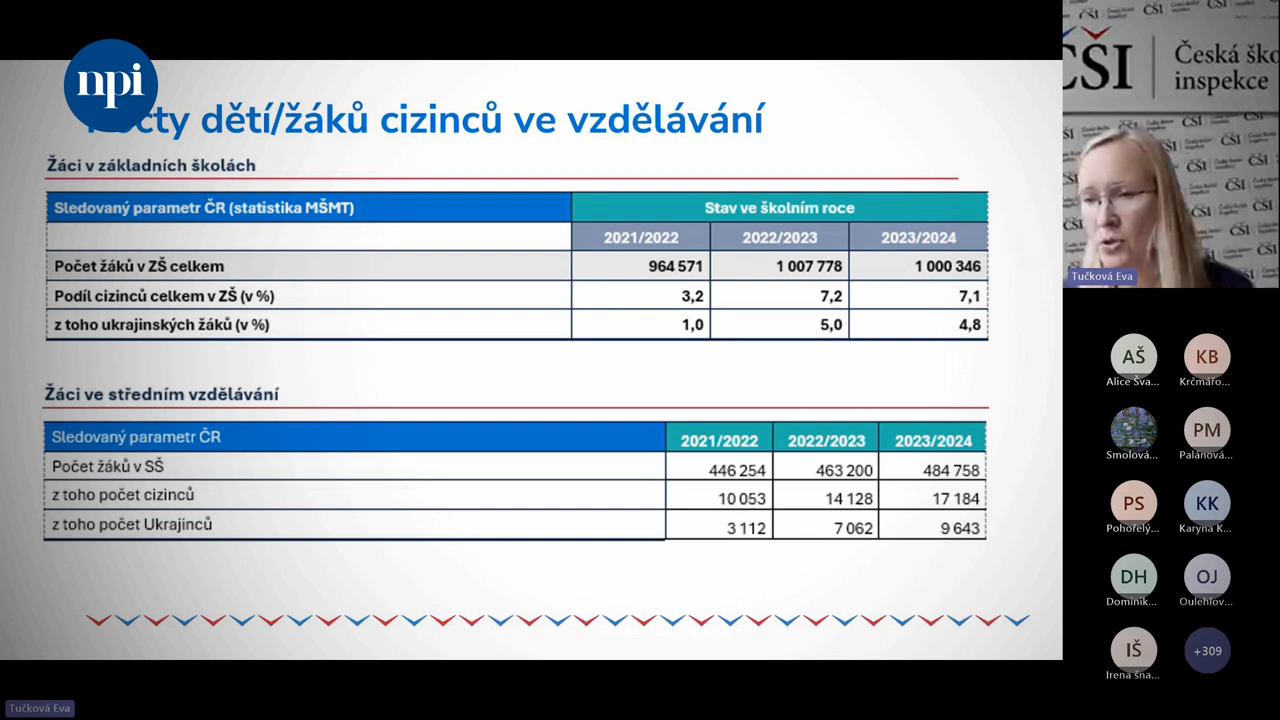 npi
Počty dětí/žáků cizinců ve vzdělávání
Žáci v základních školách
Sledovaný parametr ČR (statistika MŠMT) Stav ve školním roce
2021/2022 2022/2023 2023/2024
Počet žáků v ZŠ celkem 964 571 1 007 778 1 000 346
Podíl cizinců celkem v ZŠ (v %) 3,2 7,2 7,1
z toho ukrajinských žáků (v %) 1,0 5,0 4,8
Žáci ve středním vzdělávání
Sledovaný parametr ČR 2021/2022 2022/2023 2023/2024
Počet žáků v SŠ 446 254 463 200 484 758
z toho počet cizinců 10 053 14 128 17 184
z toho počet Ukrajinců 3 112 7 062 9 643
Tučková Eva
ČŠI Česká ško
inspekce
Tučková Eva
AŠ KB
Alice Šva... Krčmářo...
PM
Smolová... Palánová...
PS KK
Pohořelý... Karyna K...
DH OJ
Dominik... Oulehlov...
IŠ +309
Irena šna...